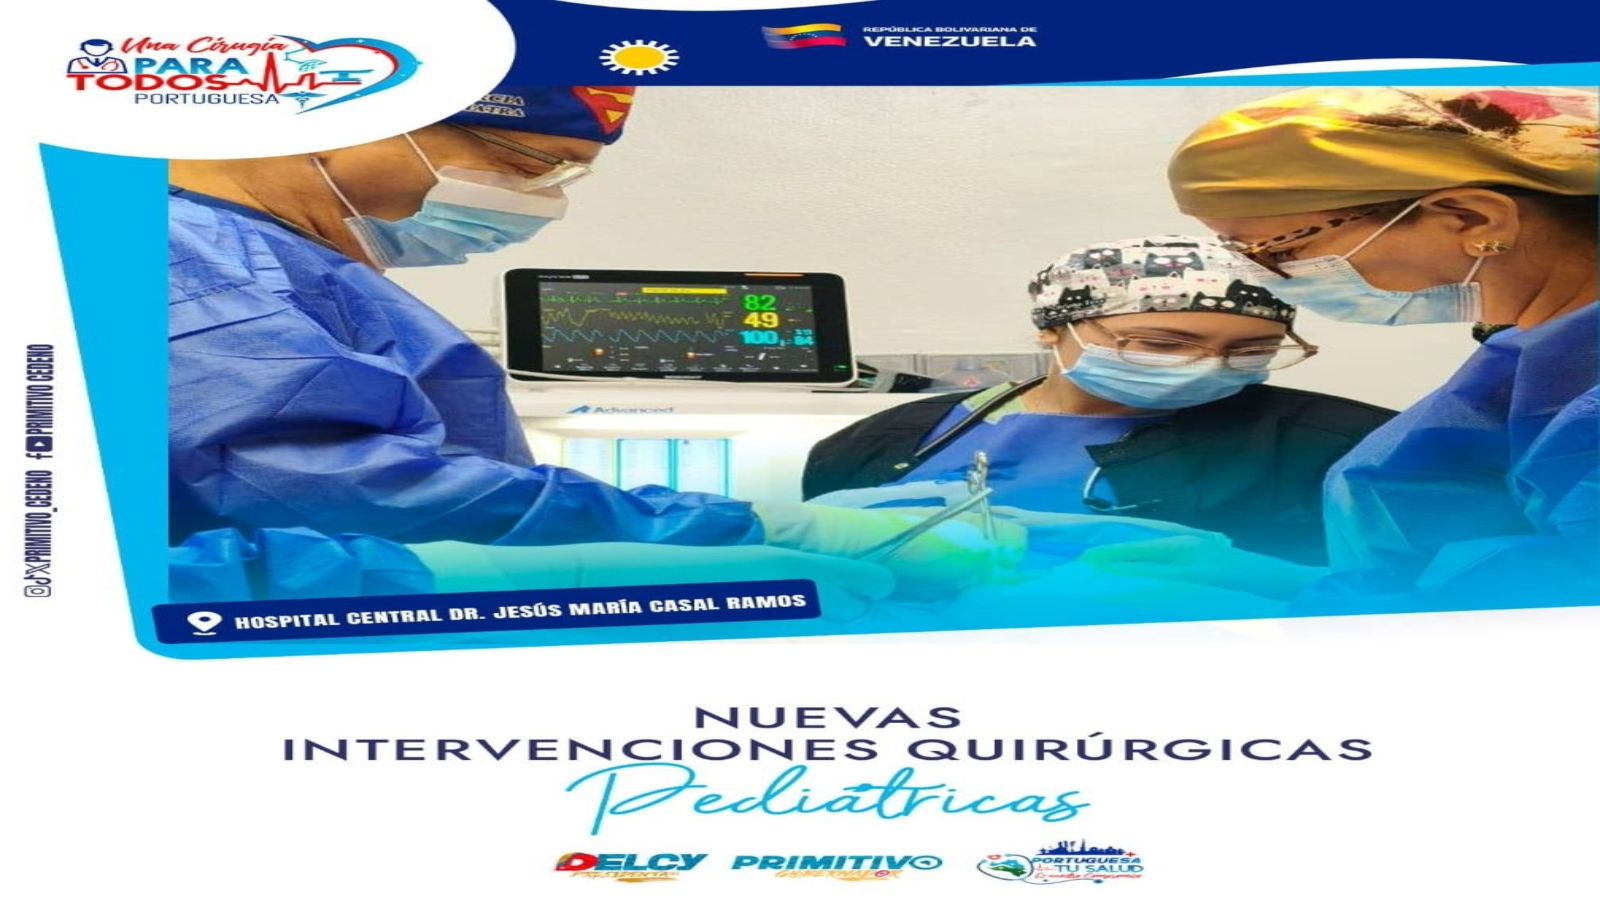 Una Cirugía
PARA
TODOS
PORTUGUESA
REPÚBLICA BOLIVARIANA DE
VENEZUELA
82
49
100
84
Advanced
@PRIMITIVO_CEDENO
PRIMITIVO CEDENO
HOSPITAL CENTRAL DR. JESÚS MARÍA CASAL RAMOS
NUEVAS
INTERVENCIONES QUIRÚRGICAS
Pediátricas
DELCY
PRESIDENTA
PRIMITIVO
GOBERNADOR
PORTUGUESA
TU SALUD